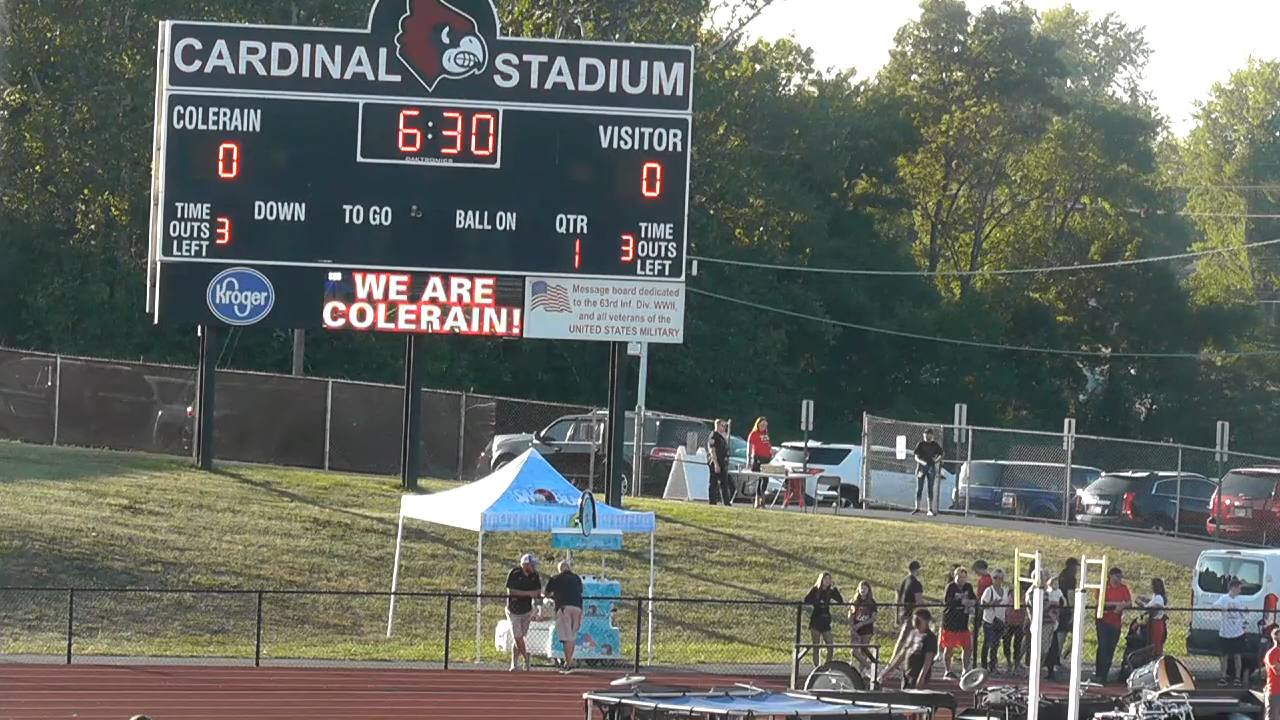 CARDINAL STADIUM
COLERAIN 6:30 VISITOR
DAKTRONICS
0 0
DOWN TO GO BALL ON QTR
TIME OUTS LEFT 3 1 3 TIME OUTS LEFT
Kroger
WE ARE
COLERAIN!
Message board dedicated
to the 63rd Inf. Div. WWII,
and all veterans of the
UNITED STATES MILITARY